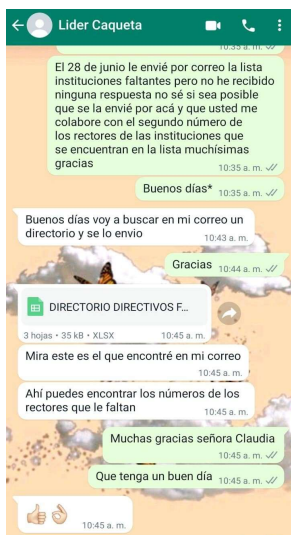 Lider Caqueta
10:35 a. m.
El 28 de junio le envié por correo la lista
instituciones faltantes pero no he recibido
ninguna respuesta no sé si sea posible
que se la envié por acá y que usted me
colabore con el segundo número de
los rectores de las instituciones que
se encuentran en la lista muchísimas
gracias
10:35 a. m.
Buenos días* 10:35 a. m.
Buenos días voy a buscar en mi correo un
directorio y se lo envio
10:43 a. m.
Gracias 10:44 a. m.
DIRECTORIO DIRECTIVOS F...
3 hojas • 35 kB • XLSX 10:45 a. m.
Mira este es el que encontré en mi correo
10:45 a. m.
Ahí puedes encontrar los números de los
rectores que le faltan
10:45 a. m.
Muchas gracias señora Claudia
10:45 a. m.
Que tenga un buen día 10:45 a. m.
10:45 a. m.